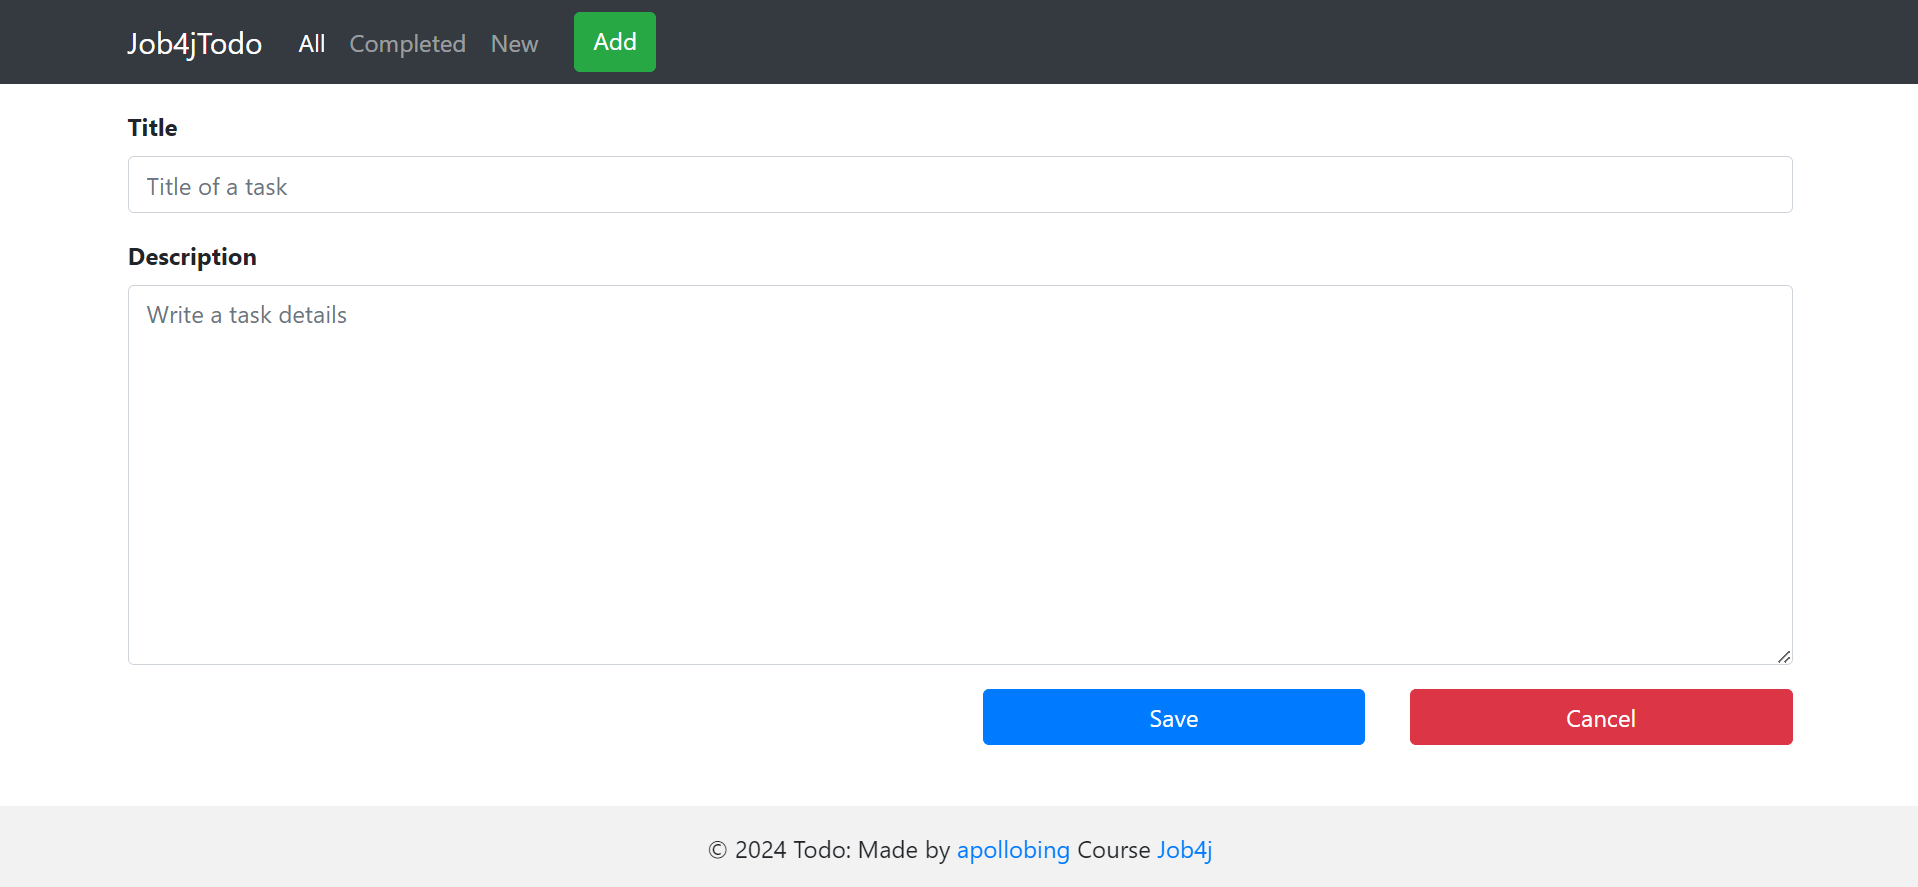 Job4jTodo All Completed New Add
Title
Title of a task
Description
Write a task details
Save Cancel
© 2024 Todo: Made by apollobing Course Job4j